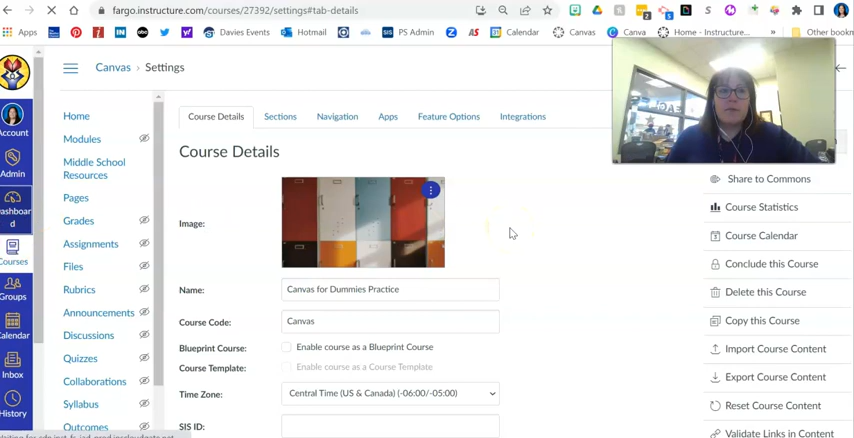 fargo.instructure.com/courses/27392/settings#tab-details
Apps
Davies Events
Hotmail
PS Admin
Calendar
Canvas
Canva
Home - Instructure...
»
Other bookm
Canvas › Settings
Account
Admin
Dashboar
d
Courses
Groups
Calendar
Inbox
History
Home
Modules
Middle School
Resources
Pages
Grades
Assignments
Files
Rubrics
Announcements
Discussions
Quizzes
Collaborations
Syllabus
Outcomes
Course Details
Sections
Navigation
Apps
Feature Options
Integrations
Course Details
Image:
Name:
Canvas for Dummies Practice
Course Code:
Canvas
Blueprint Course:
Enable course as a Blueprint Course
Course Template:
Enable course as a Course Template
Time Zone:
Central Time (US & Canada) (-06:00/-05:00)
SIS ID:
Share to Commons
Course Statistics
Course Calendar
Conclude this Course
Delete this Course
Copy this Course
Import Course Content
Export Course Content
Reset Course Content
Validate Links in Content